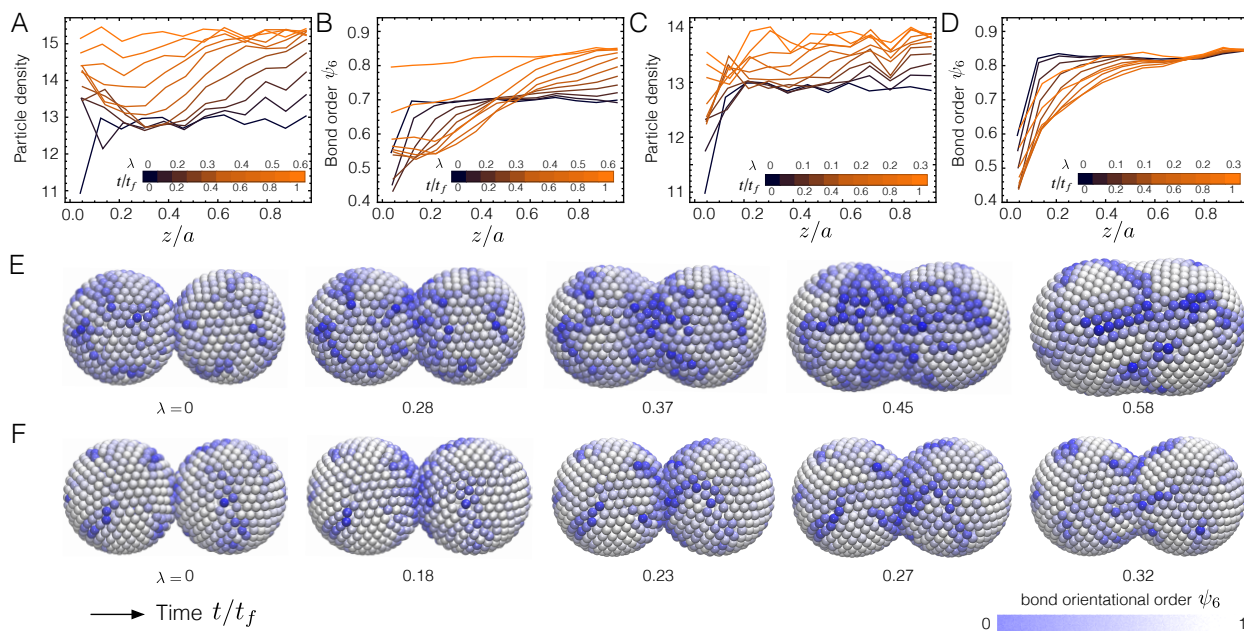 A
B
C
D
Particle density
15
14
13
12
11
λ 0 0.2 0.3 0.4 0.5 0.6
t/t_f 0 0.2 0.4 0.6 0.8 1
0.0 0.2 0.4 0.6 0.8
z/a
Bond order ψ6
0.9
0.8
0.7
0.6
0.5
0.4
λ 0 0.2 0.3 0.4 0.5 0.6
t/t_f 0 0.2 0.4 0.6 0.8 1
0.0 0.2 0.4 0.6 0.8
z/a
Particle density
14
13
12
11
λ 0 0.1 0.2 0.2 0.3 0.3
t/t_f 0 0.2 0.4 0.6 0.8 1
0.0 0.2 0.4 0.6 0.8
z/a
Bond order ψ6
0.9
0.8
0.7
0.6
0.5
0.4
λ 0 0.1 0.2 0.2 0.3 0.3
t/t_f 0 0.2 0.4 0.6 0.8 1
0.0 0.2 0.4 0.6 0.8
z/a
E
λ = 0 0.28 0.37 0.45 0.58
F
λ = 0 0.18 0.23 0.27 0.32
Time t/t_f
bond orientational order ψ6
0 1